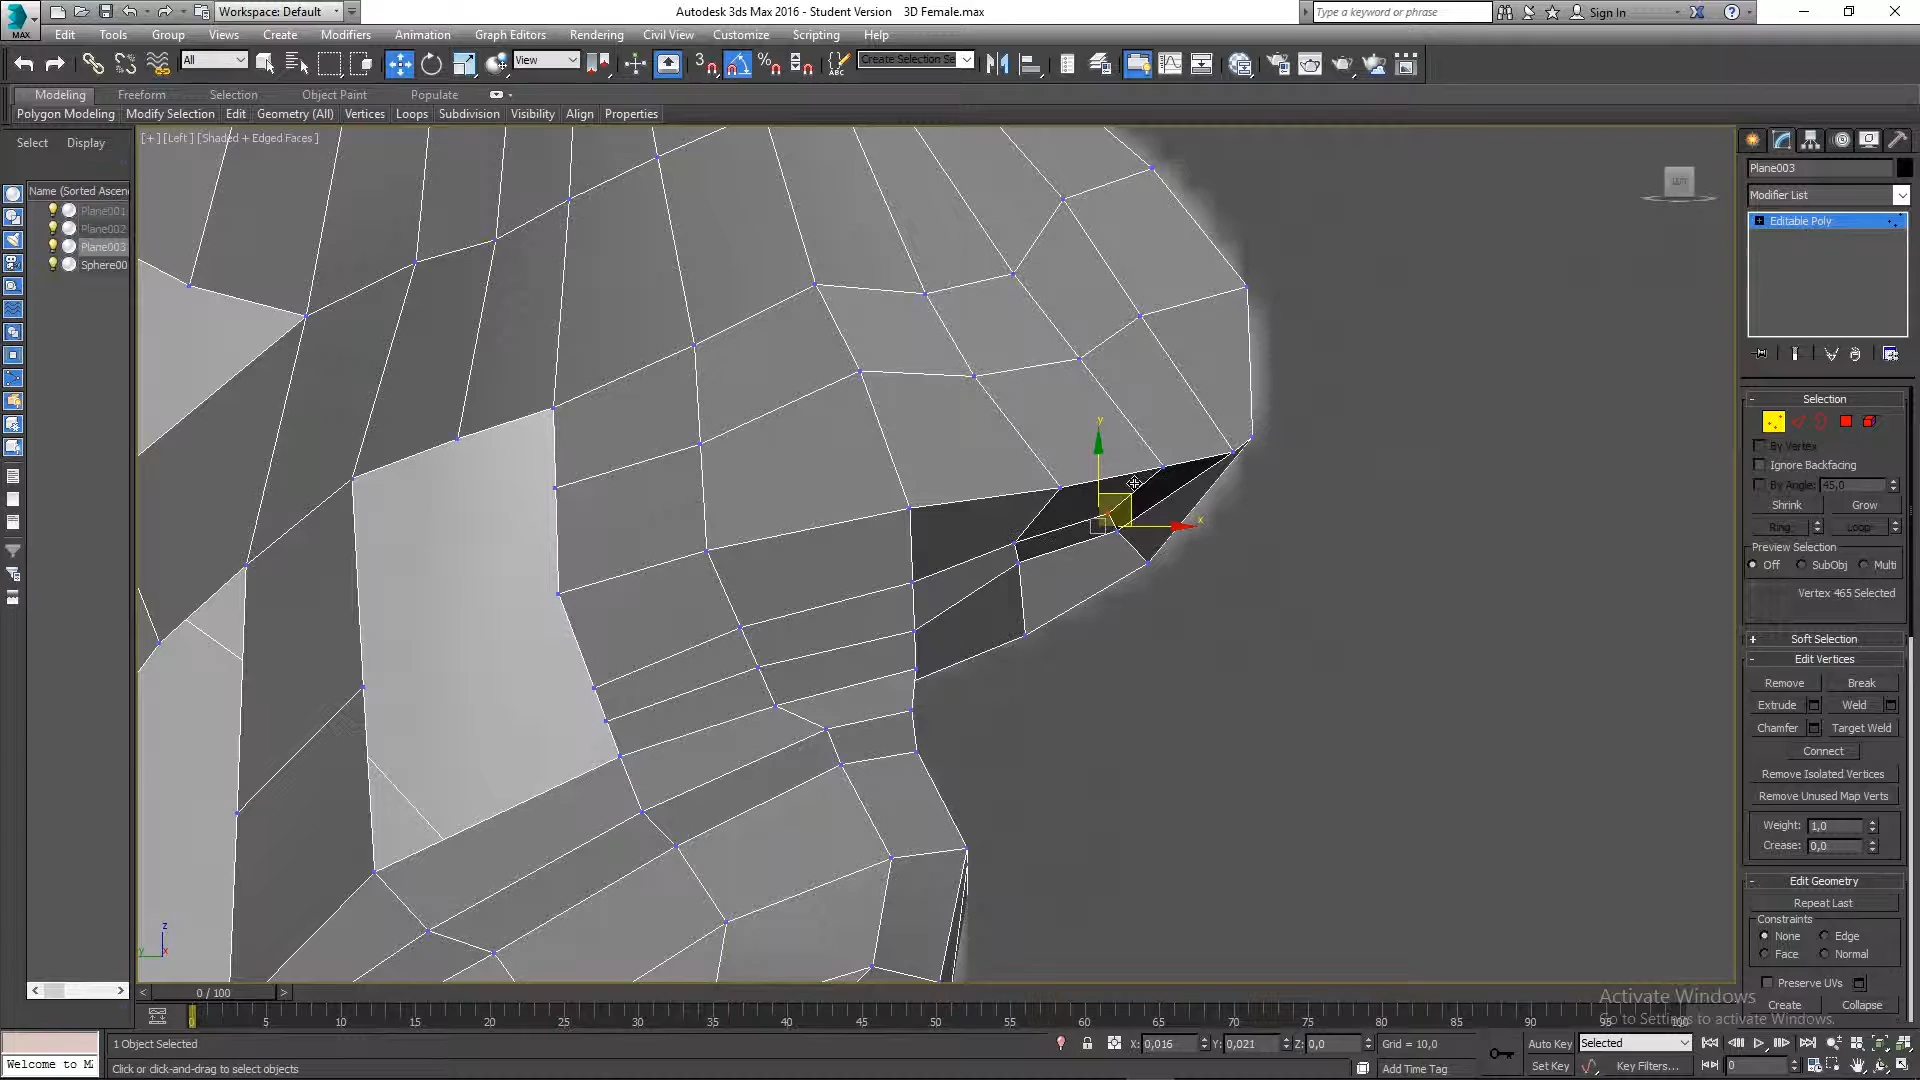 MAX
Workspace: Default
Autodesk 3ds Max 2016 - Student Version    3D Female.max
Type a keyword or phrase
Sign In
Edit Tools Group Views Create Modifiers Animation Graph Editors Rendering Civil View Customize Scripting Help
All
View
3
ABC
Create Selection Se
Modeling Freeform Selection Object Paint Populate
Polygon Modeling Modify Selection Edit Geometry (All) Vertices Loops Subdivision Visibility Align Properties
Select Display
Name (Sorted Ascen
Plane001
Plane002
Plane003
Sphere00
[+] [Left] [Shaded + Edged Faces]
LEFT
y
x
z
y
x
Plane003
Modifier List
Editable Poly
Selection
By Vertex
Ignore Backfacing
By Angle: 45,0
Shrink Grow
Ring Loop
Preview Selection
Off SubObj Multi
Vertex 465 Selected
Soft Selection
Edit Vertices
Remove Break
Extrude Weld
Chamfer Target Weld
Connect
Remove Isolated Vertices
Remove Unused Map Verts
Weight: 1,0
Crease: 0,0
Edit Geometry
Repeat Last
Constraints
None Edge
Face Normal
Preserve UVs
Create Collapse
Activate Windows
Go to Settings to activate Windows.
< 0 / 100 >
0 5 10 15 20 25 30 35 40 45 50 55 60 65 70 75 80 85 90 95 100
1 Object Selected
X: 0,016 Y: 0,021 Z: 0,0 Grid = 10,0
Auto Key Selected
Welcome to M
Click or click-and-drag to select objects
Add Time Tag
Set Key Key Filters... 0